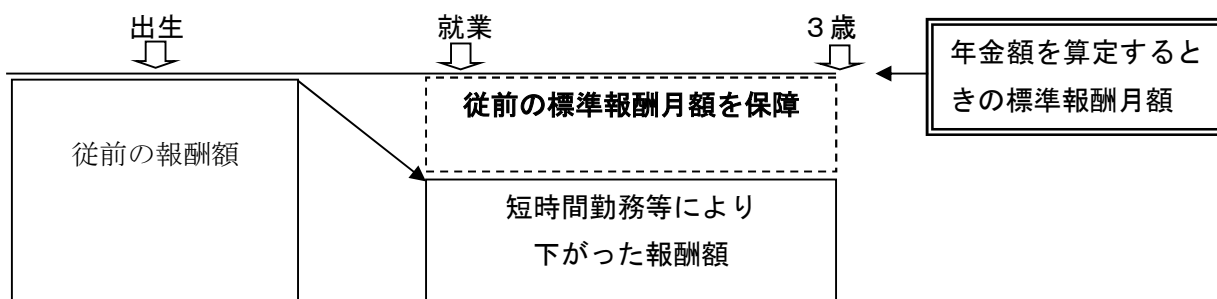 出生
就業
３歳
年金額を算定すると
きの標準報酬月額
従前の標準報酬月額を保障
従前の報酬額
短時間勤務等により
下がった報酬額